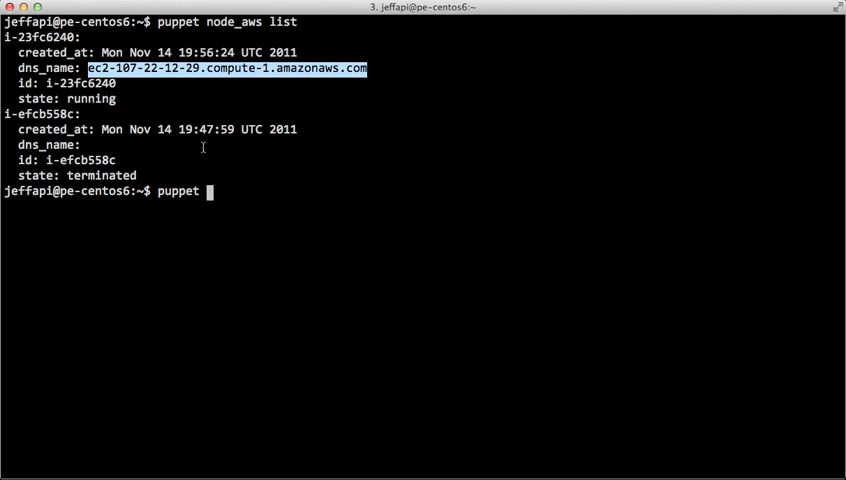 3. jeffapi@pe-centos6:~
jeffapi@pe-centos6:~$ puppet node_aws list
i-23fc6240:
created_at: Mon Nov 14 19:56:24 UTC 2011
dns_name: ec2-107-22-12-29.compute-1.amazonaws.com
id: i-23fc6240
state: running
i-efcb558c:
created_at: Mon Nov 14 19:47:59 UTC 2011
dns_name:
id: i-efcb558c
state: terminated
jeffapi@pe-centos6:~$ puppet